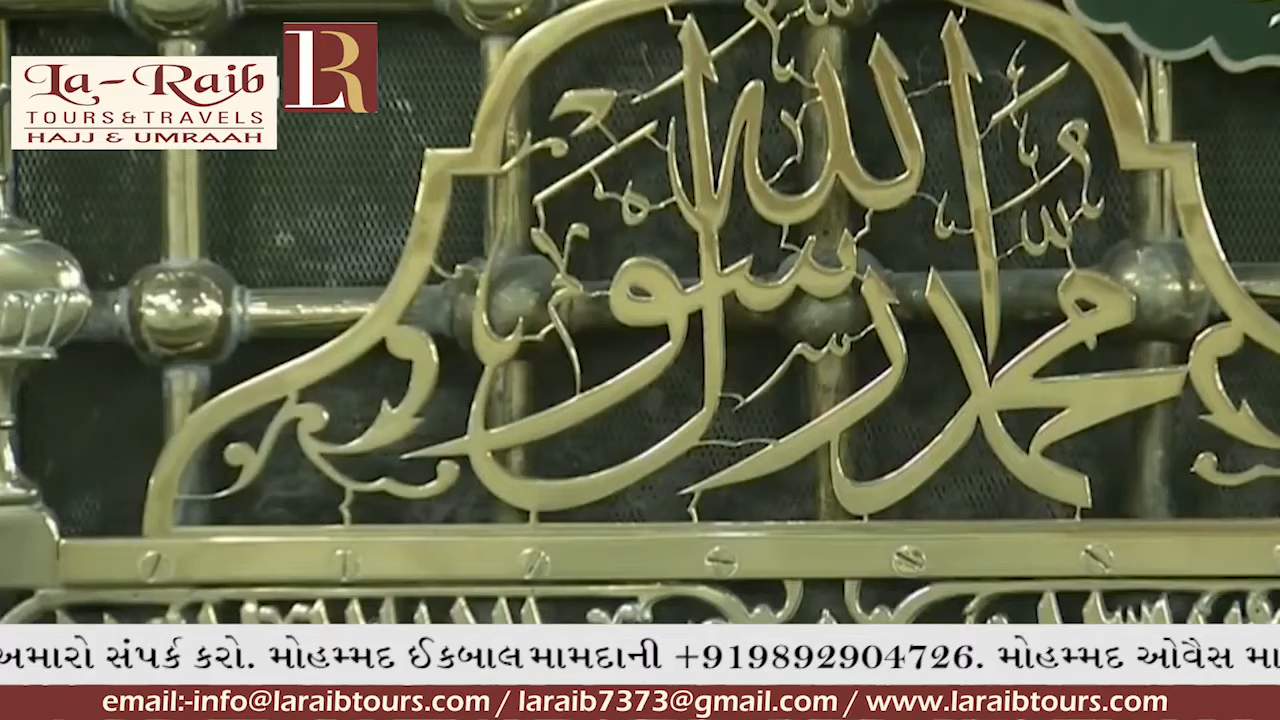 La-Raib
TOURS & TRAVELS
HAJJ & UMRAAH
LR
محمد رسول الله
અમારો સંપર્ક કરો. મોહમ્મદ ઈકબાલ મામદાની +919892904726. મોહમ્મદ ઓવૈસ મા
email:-info@laraibtours.com / laraib7373@gmail.com / www.laraibtours.com